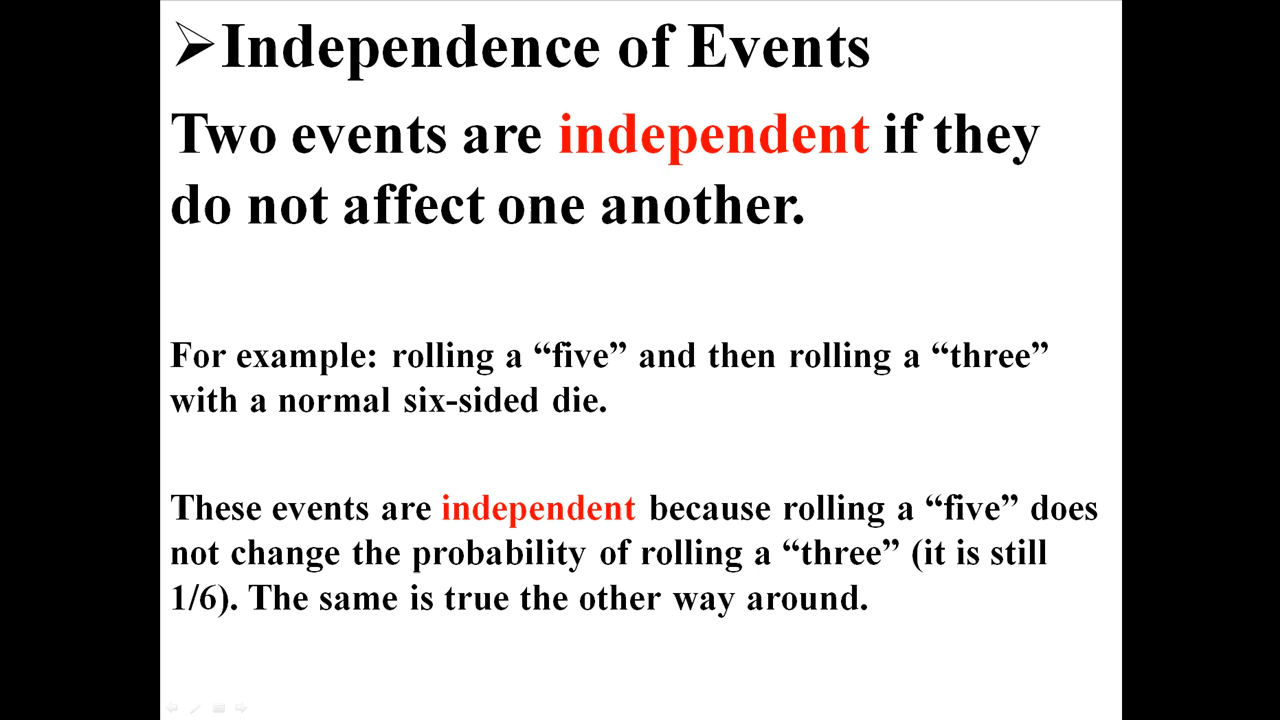 ➢Independence of Events
Two events are independent if they
do not affect one another.
For example: rolling a “five” and then rolling a “three”
with a normal six-sided die.
These events are independent because rolling a “five” does
not change the probability of rolling a “three” (it is still
1/6). The same is true the other way around.